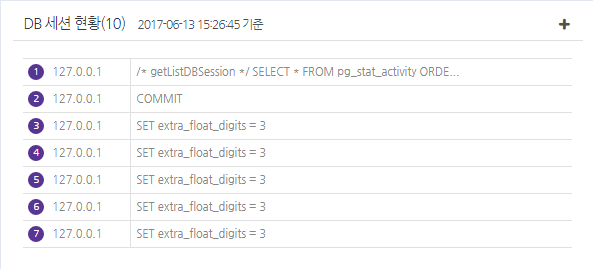 DB 세션 현황(10) 2017-06-13 15:26:45 기준
1 127.0.0.1 /* getListDBSession */ SELECT * FROM pg_stat_activity ORDE...
2 127.0.0.1 COMMIT
3 127.0.0.1 SET extra_float_digits = 3
4 127.0.0.1 SET extra_float_digits = 3
5 127.0.0.1 SET extra_float_digits = 3
6 127.0.0.1 SET extra_float_digits = 3
7 127.0.0.1 SET extra_float_digits = 3